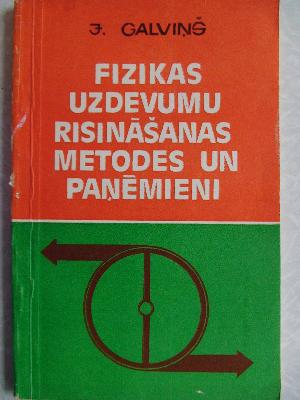 J. GALVIŅŠ
FIZIKAS
UZDEVUMU
RISINĀŠANAS
METODES UN
PAŅĒMIENI